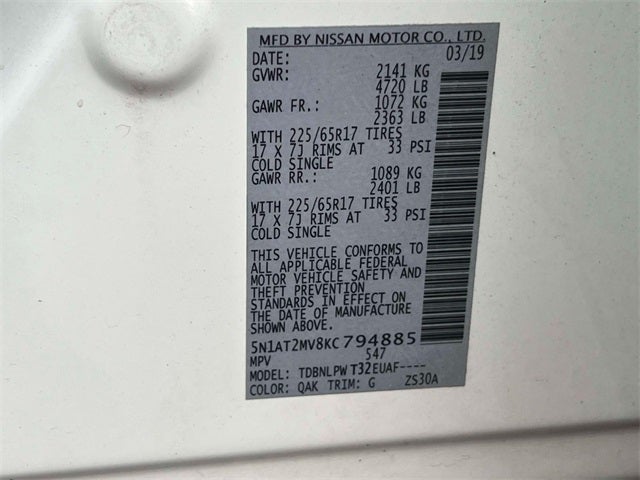 MFD BY NISSAN MOTOR CO., LTD.
DATE: 03/19
GVWR: 2141 KG
4720 LB
GAWR FR.: 1072 KG
2363 LB
WITH 225/65R17 TIRES
17 X 7J RIMS AT 33 PSI
COLD SINGLE
GAWR RR.: 1089 KG
2401 LB
WITH 225/65R17 TIRES
17 X 7J RIMS AT 33 PSI
COLD SINGLE
THIS VEHICLE CONFORMS TO
ALL APPLICABLE FEDERAL
MOTOR VEHICLE SAFETY AND
THEFT PREVENTION
STANDARDS IN EFFECT ON
THE DATE OF MANUFACTURE
SHOWN ABOVE.
5N1AT2MV8KC794885
MPV 547
MODEL: TDBNLPW T32EUAF----
COLOR: QAK TRIM: G ZS30A